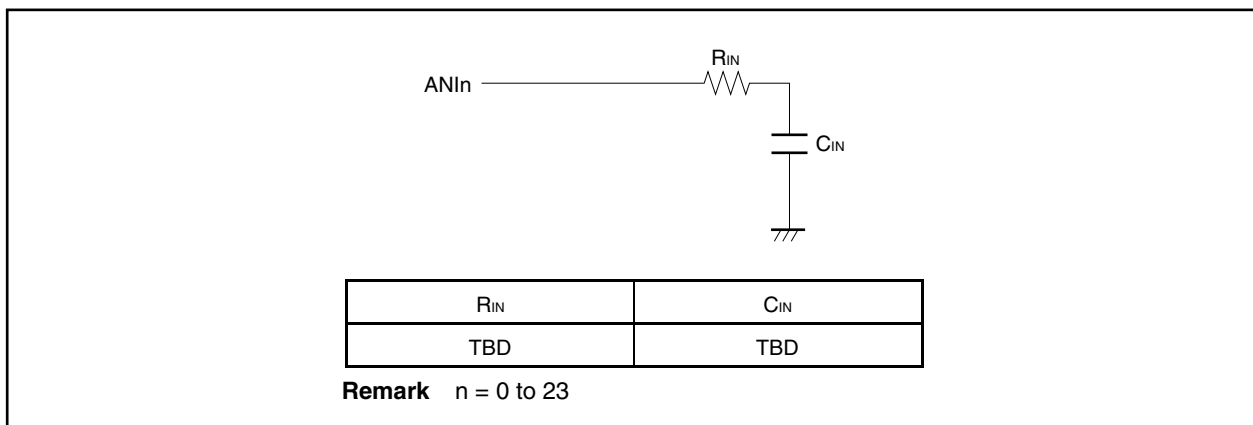 RIN
ANIn
CIN
RIN CIN
TBD TBD
Remark n = 0 to 23